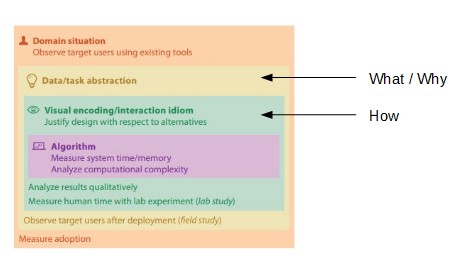 Domain situation
Observe target users using existing tools
Data/task abstraction
What / Why
Visual encoding/interaction idiom
Justify design with respect to alternatives
How
Algorithm
Measure system time/memory
Analyze computational complexity
Analyze results qualitatively
Measure human time with lab experiment (lab study)
Observe target users after deployment (field study)
Measure adoption